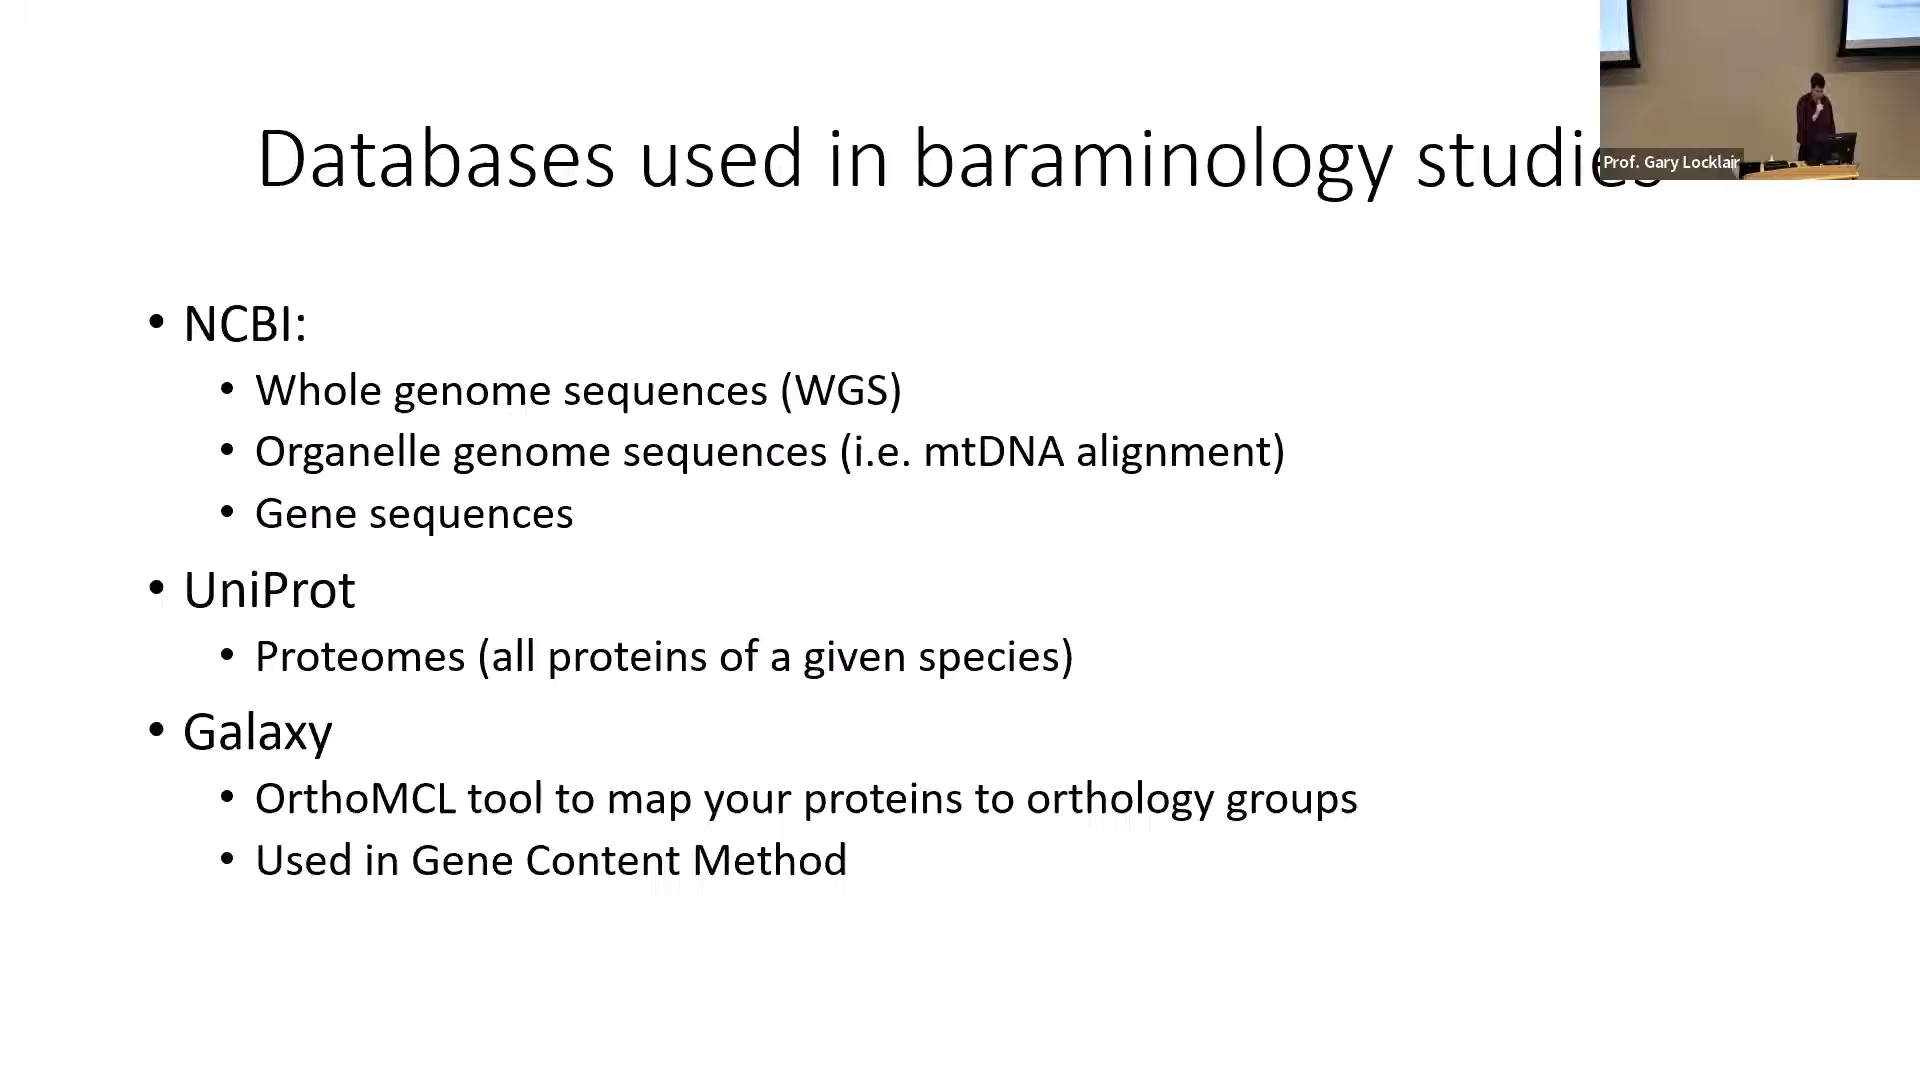 Databases used in baraminology studies
Prof. Gary Locklair
• NCBI:
• Whole genome sequences (WGS)
• Organelle genome sequences (i.e. mtDNA alignment)
• Gene sequences
• UniProt
• Proteomes (all proteins of a given species)
• Galaxy
• OrthoMCL tool to map your proteins to orthology groups
• Used in Gene Content Method